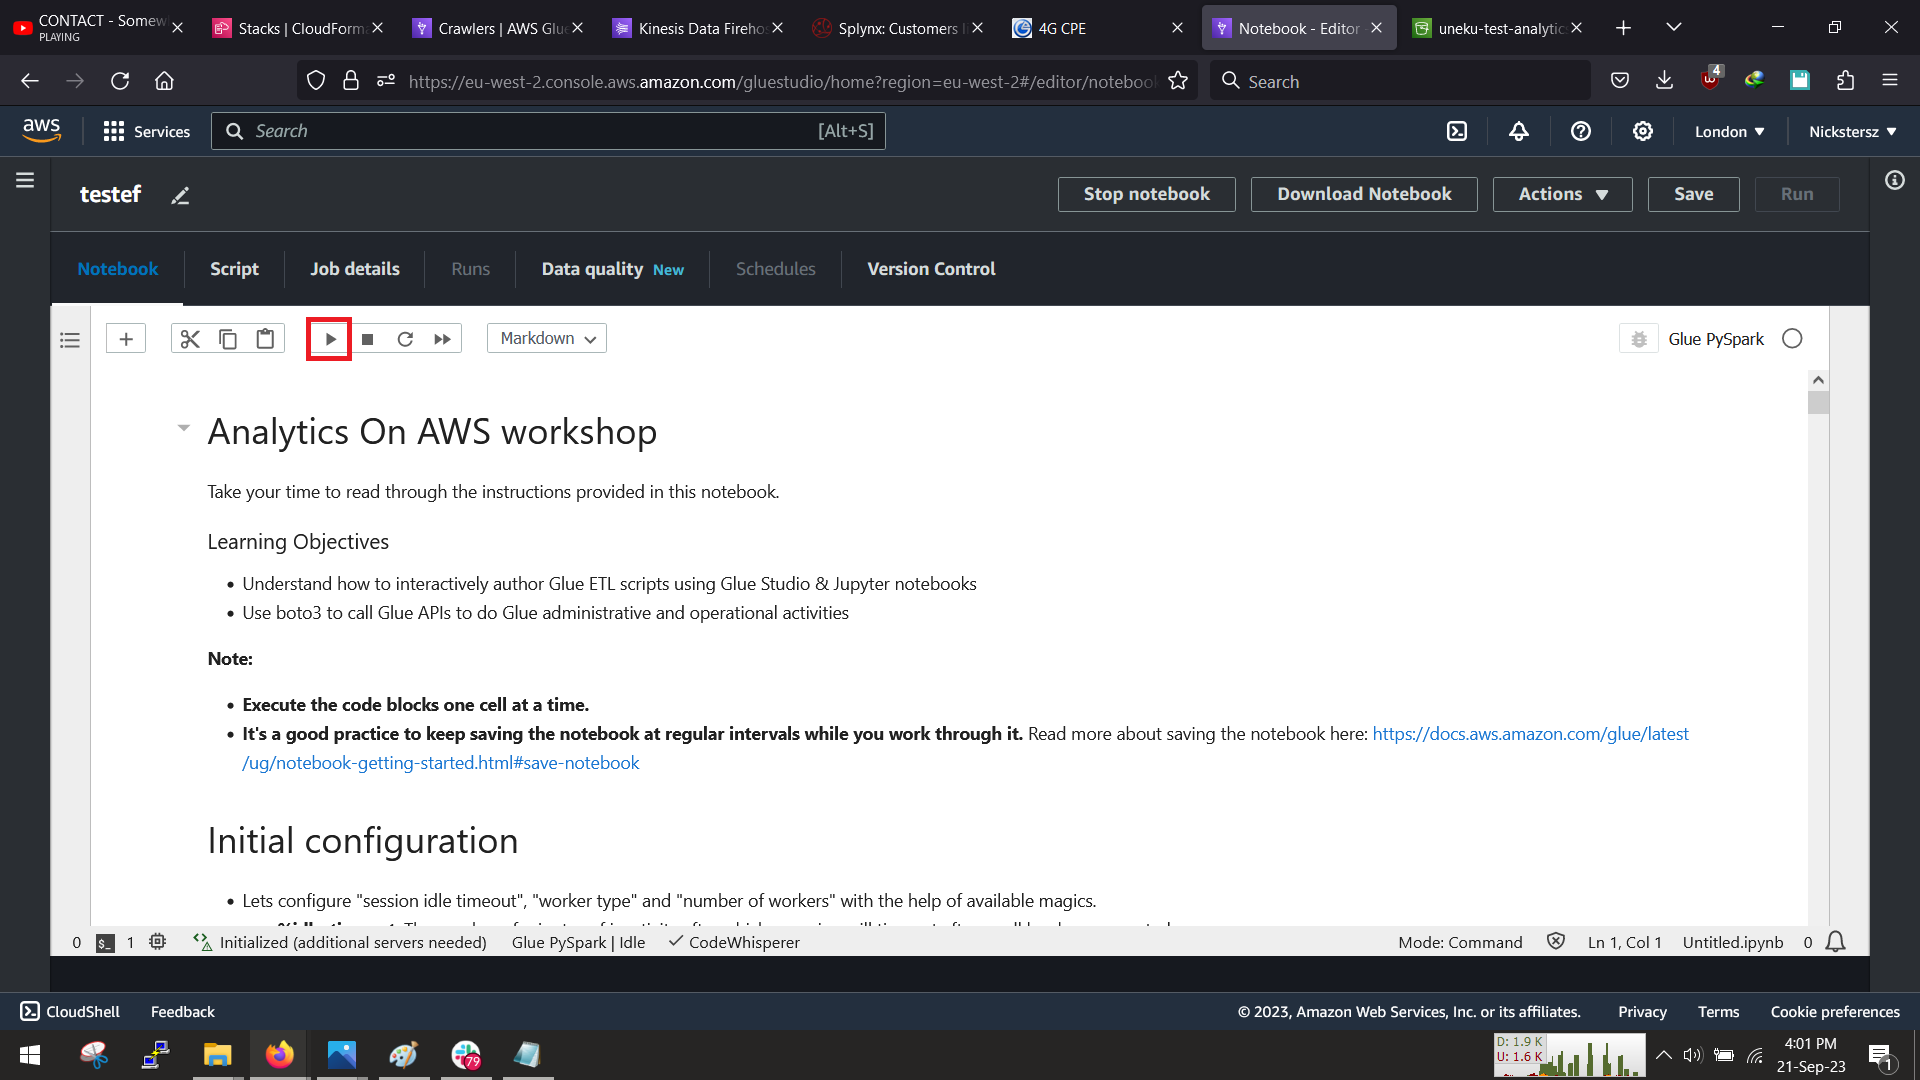 CONTACT - Somew
PLAYING
Stacks | CloudForma
Crawlers | AWS Glue
Kinesis Data Firehos
Splynx: Customers l
4G CPE
Notebook - Editor -
uneku-test-analytics
https://eu-west-2.console.aws.amazon.com/gluestudio/home?region=eu-west-2#/editor/notebook
Search
4
aws
Services
Search
[Alt+S]
London
Nickstersz
testef
Stop notebook
Download Notebook
Actions
Save
Run
Notebook
Script
Job details
Runs
Data quality New
Schedules
Version Control
Markdown
Glue PySpark
Analytics On AWS workshop
Take your time to read through the instructions provided in this notebook.
Learning Objectives
Understand how to interactively author Glue ETL scripts using Glue Studio & Jupyter notebooks
Use boto3 to call Glue APIs to do Glue administrative and operational activities
Note:
Execute the code blocks one cell at a time.
It's a good practice to keep saving the notebook at regular intervals while you work through it. Read more about saving the notebook here: https://docs.aws.amazon.com/glue/latest
/ug/notebook-getting-started.html#save-notebook
Initial configuration
Lets configure "session idle timeout", "worker type" and "number of workers" with the help of available magics.
0 $_ 1 Initialized (additional servers needed) Glue PySpark | Idle CodeWhisperer Mode: Command Ln 1, Col 1 Untitled.ipynb 0
CloudShell
Feedback
© 2023, Amazon Web Services, Inc. or its affiliates.
Privacy
Terms
Cookie preferences
79
D: 1.9 K
U: 1.6 K
4:01 PM
21-Sep-23
1